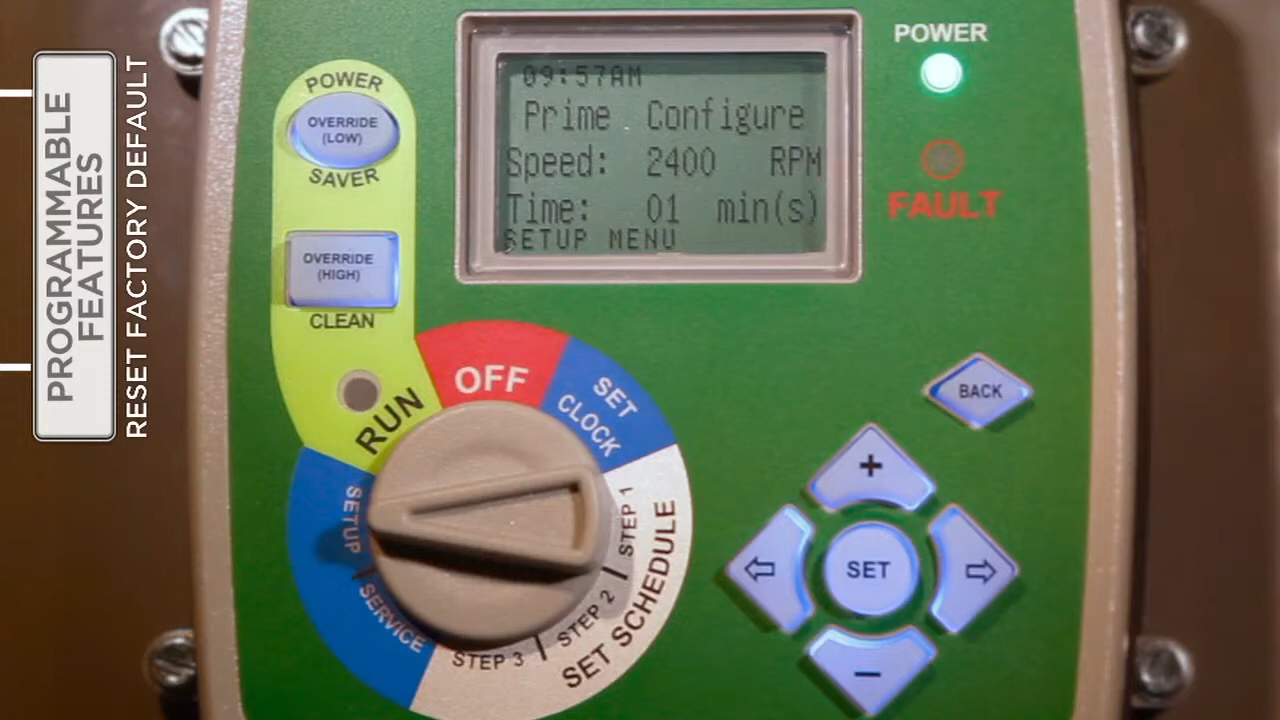 PROGRAMMABLE
FEATURES
RESET FACTORY DEFAULT
POWER
OVERRIDE
(LOW)
SAVER
OVERRIDE
(HIGH)
CLEAN
09:57AM
Prime Configure
Speed: 2400 RPM
Time: 01 min(s)
SETUP MENU
POWER
FAULT
RUN
OFF
SET
CLOCK
SETUP
SERVICE
STEP 3
STEP 2
STEP 1
SET SCHEDULE
BACK
+
SET
−